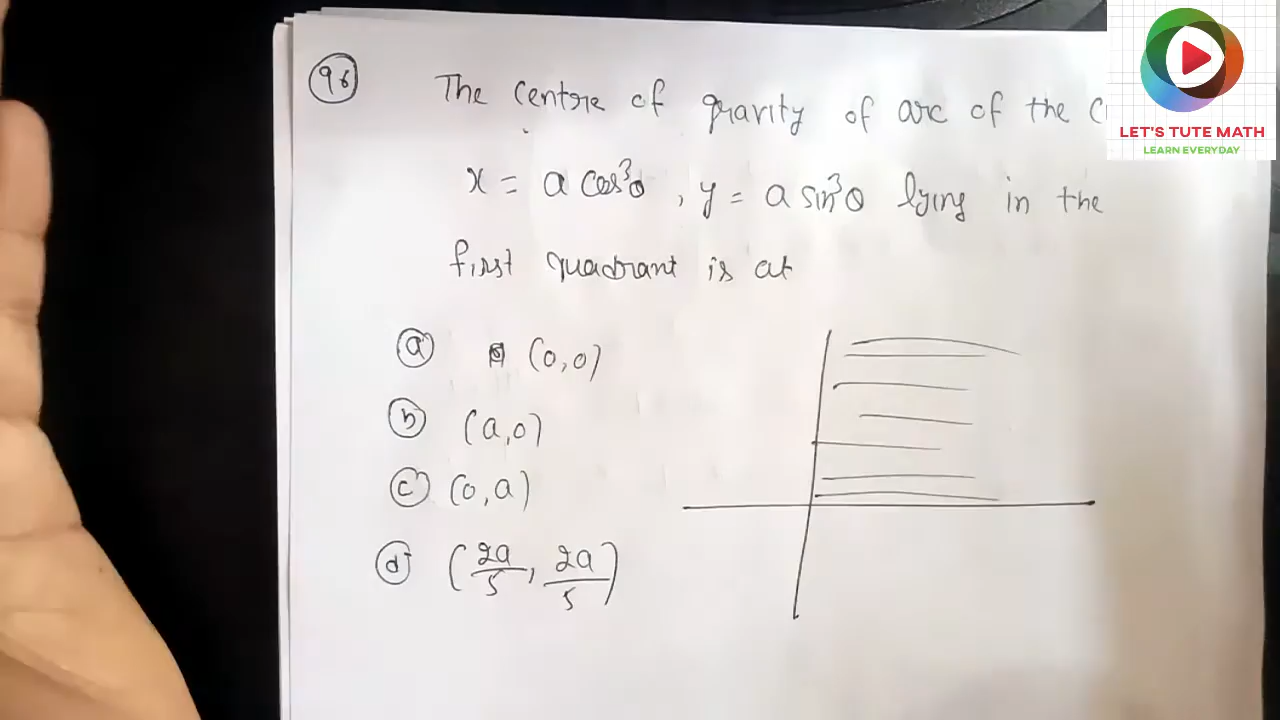 96
The Centre of gravity of arc of the
x = a cos³θ , y = a sin³θ lying in the
first quadrant is at
a (0,0)
b (a,0)
c (0,a)
d (2a/5, 2a/5)
LET'S TUTE MATH
LEARN EVERYDAY